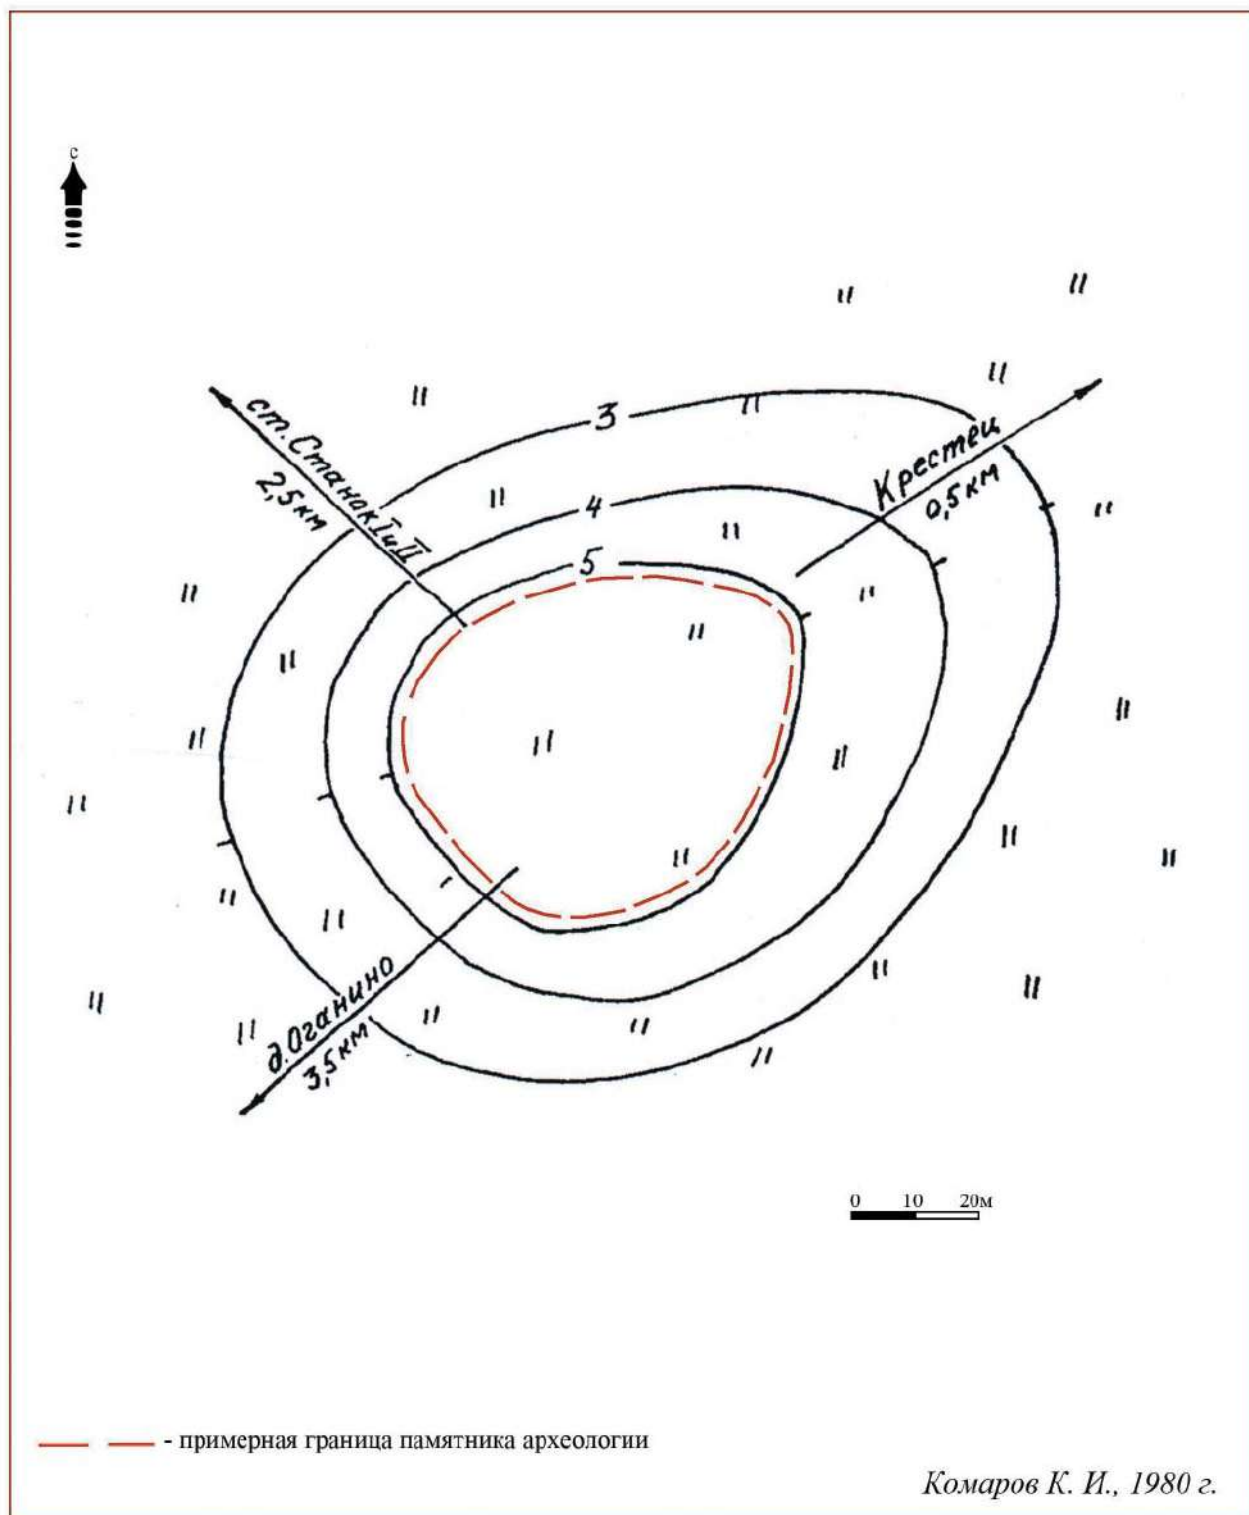 с
ст. Станок I и II
2,5 км
3
4
5
Крестец
0,5 км
д. Оганино
3,5 км
0 10 20м
- примерная граница памятника археологии
Комаров К. И., 1980 г.